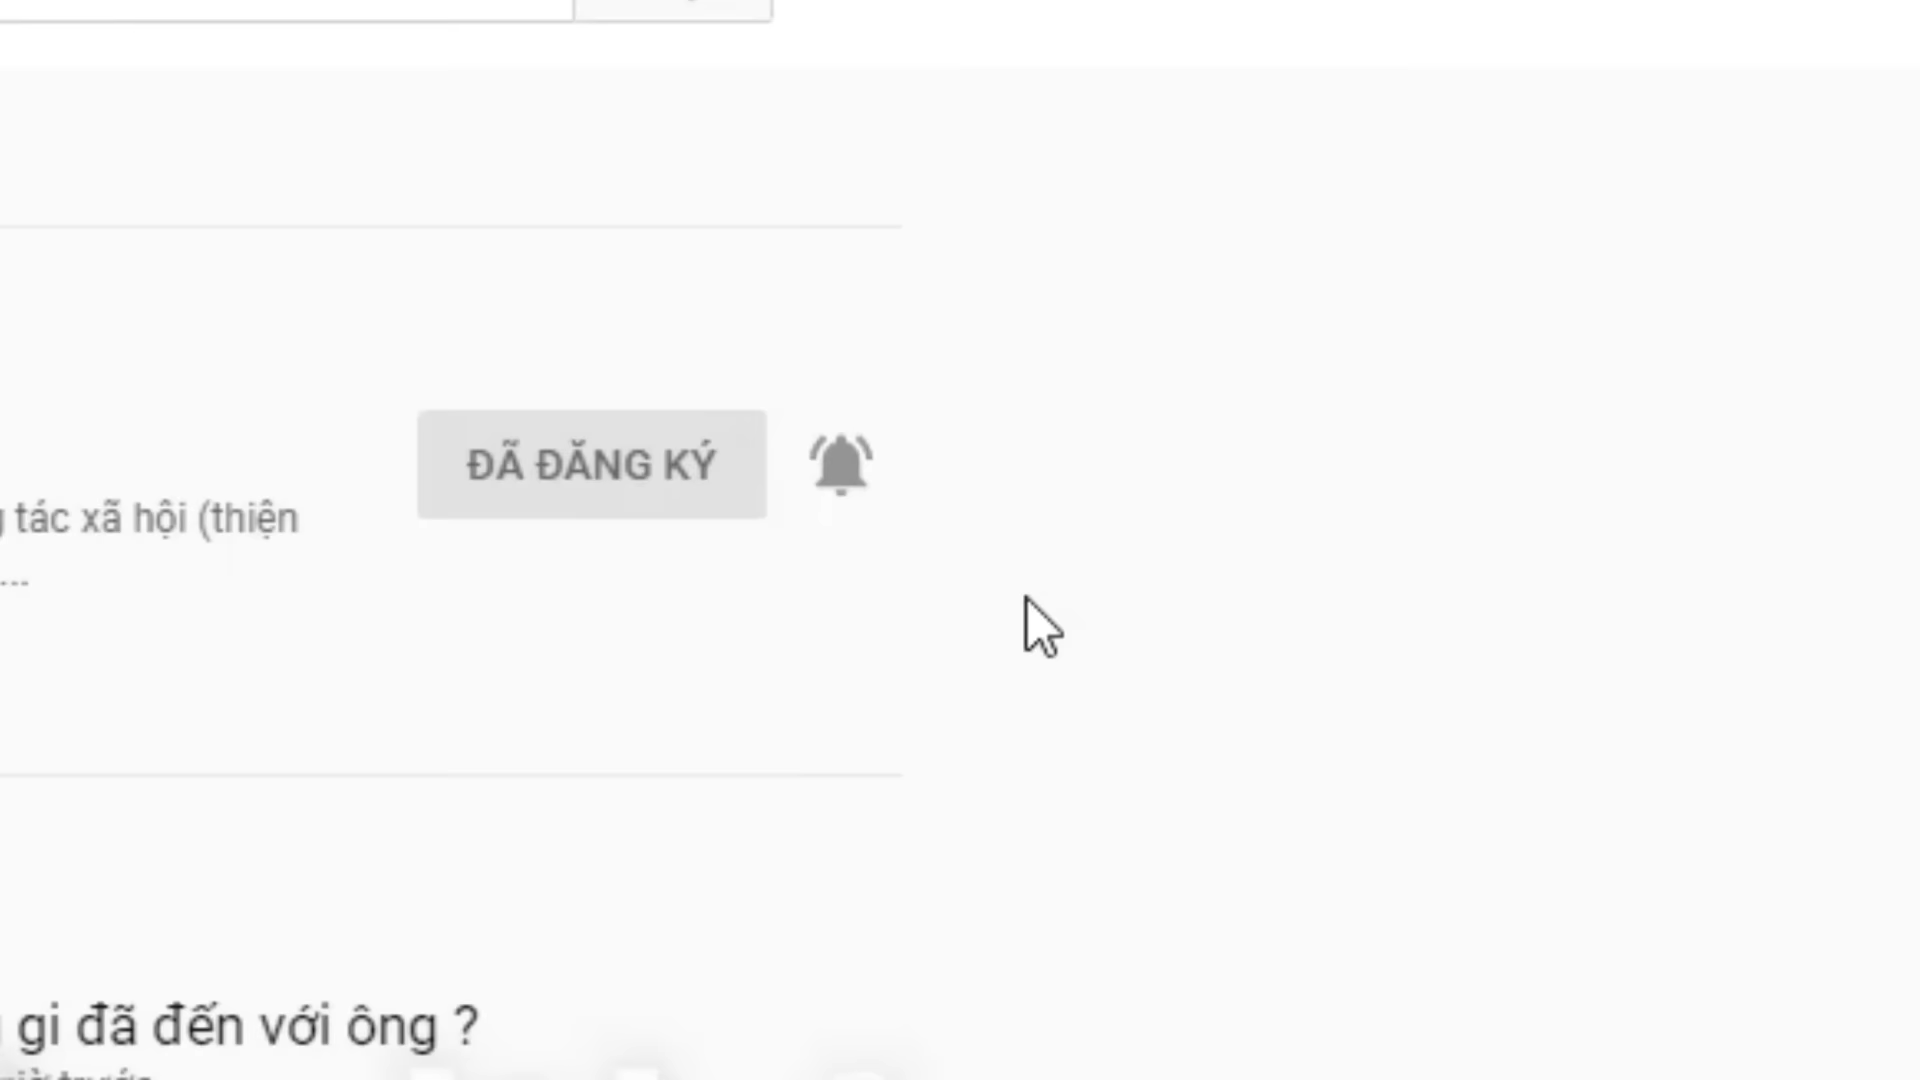 ĐÃ ĐĂNG KÝ
tác xã hội (thiện
...
gi đã đến với ông ?